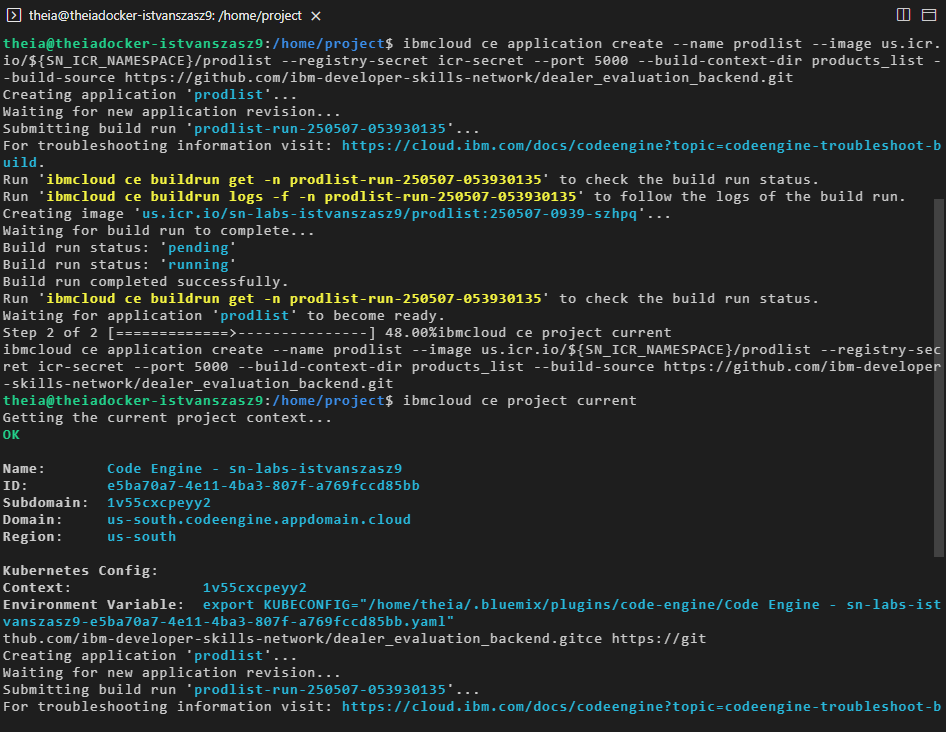 theia@theiadocker-istvanszasz9: /home/project
theia@theiadocker-istvanszasz9:/home/project$ ibmcloud ce application create --name prodlist --image us.icr.
io/${SN_ICR_NAMESPACE}/prodlist --registry-secret icr-secret --port 5000 --build-context-dir products_list -
-build-source https://github.com/ibm-developer-skills-network/dealer_evaluation_backend.git
Creating application 'prodlist'...
Waiting for new application revision...
Submitting build run 'prodlist-run-250507-053930135'...
For troubleshooting information visit: https://cloud.ibm.com/docs/codeengine?topic=codeengine-troubleshoot-b
uild.
Run 'ibmcloud ce buildrun get -n prodlist-run-250507-053930135' to check the build run status.
Run 'ibmcloud ce buildrun logs -f -n prodlist-run-250507-053930135' to follow the logs of the build run.
Creating image 'us.icr.io/sn-labs-istvanszasz9/prodlist:250507-0939-szhpq'...
Waiting for build run to complete...
Build run status: 'pending'
Build run status: 'running'
Build run completed successfully.
Run 'ibmcloud ce buildrun get -n prodlist-run-250507-053930135' to check the build run status.
Waiting for application 'prodlist' to become ready.
Step 2 of 2 [=============>---------------] 48.00%ibmcloud ce project current
ibmcloud ce application create --name prodlist --image us.icr.io/${SN_ICR_NAMESPACE}/prodlist --registry-sec
ret icr-secret --port 5000 --build-context-dir products_list --build-source https://github.com/ibm-developer
-skills-network/dealer_evaluation_backend.git
theia@theiadocker-istvanszasz9:/home/project$ ibmcloud ce project current
Getting the current project context...
OK
Name: Code Engine - sn-labs-istvanszasz9
ID: e5ba70a7-4e11-4ba3-807f-a769fccd85bb
Subdomain: 1v55cxcpeyy2
Domain: us-south.codeengine.appdomain.cloud
Region: us-south
Kubernetes Config:
Context: 1v55cxcpeyy2
Environment Variable: export KUBECONFIG="/home/theia/.bluemix/plugins/code-engine/Code Engine - sn-labs-ist
vanszasz9-e5ba70a7-4e11-4ba3-807f-a769fccd85bb.yaml"
thub.com/ibm-developer-skills-network/dealer_evaluation_backend.gitce https://git
Creating application 'prodlist'...
Waiting for new application revision...
Submitting build run 'prodlist-run-250507-053930135'...
For troubleshooting information visit: https://cloud.ibm.com/docs/codeengine?topic=codeengine-troubleshoot-b